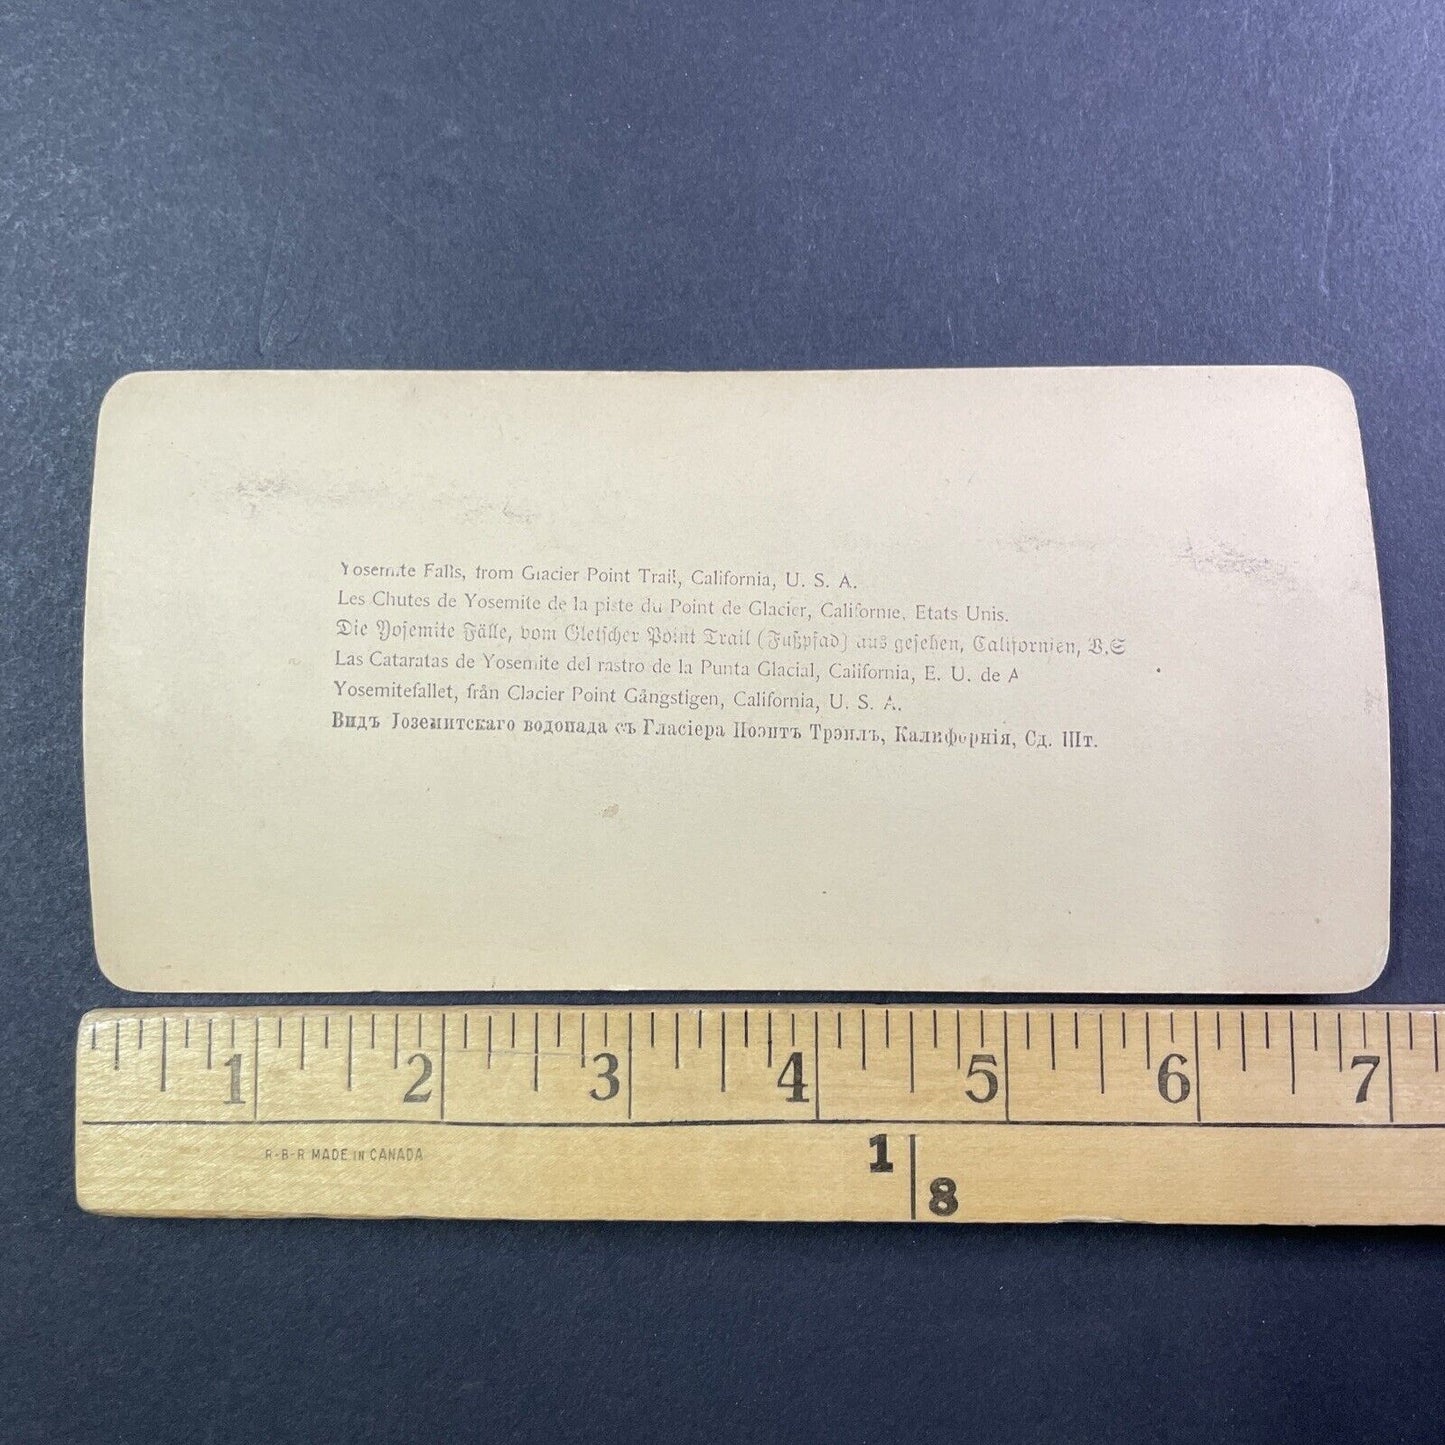 Yosemite Falls, from Glacier Point Trail, California, U. S. A.
Les Chutes de Yosemite de la piste du Point de Glacier, Californie, Etats Unis.
Die Yosemite Fälle, vom Gletscher Point Trail (Fußpfad) aus gesehen, Californien, V.S
Las Cataratas de Yosemite del rastro de la Punta Glacial, California, E. U. de A
Yosemitefallet, från Glacier Point Gångstigen, California, U. S. A.
Видъ Іоземитскаго водопада съ Гласіера Поэнтъ Трэилъ, Калифорнія, Сд. Шт.
1 2 3 4 5 6 7
R-B-R MADE IN CANADA
1
8